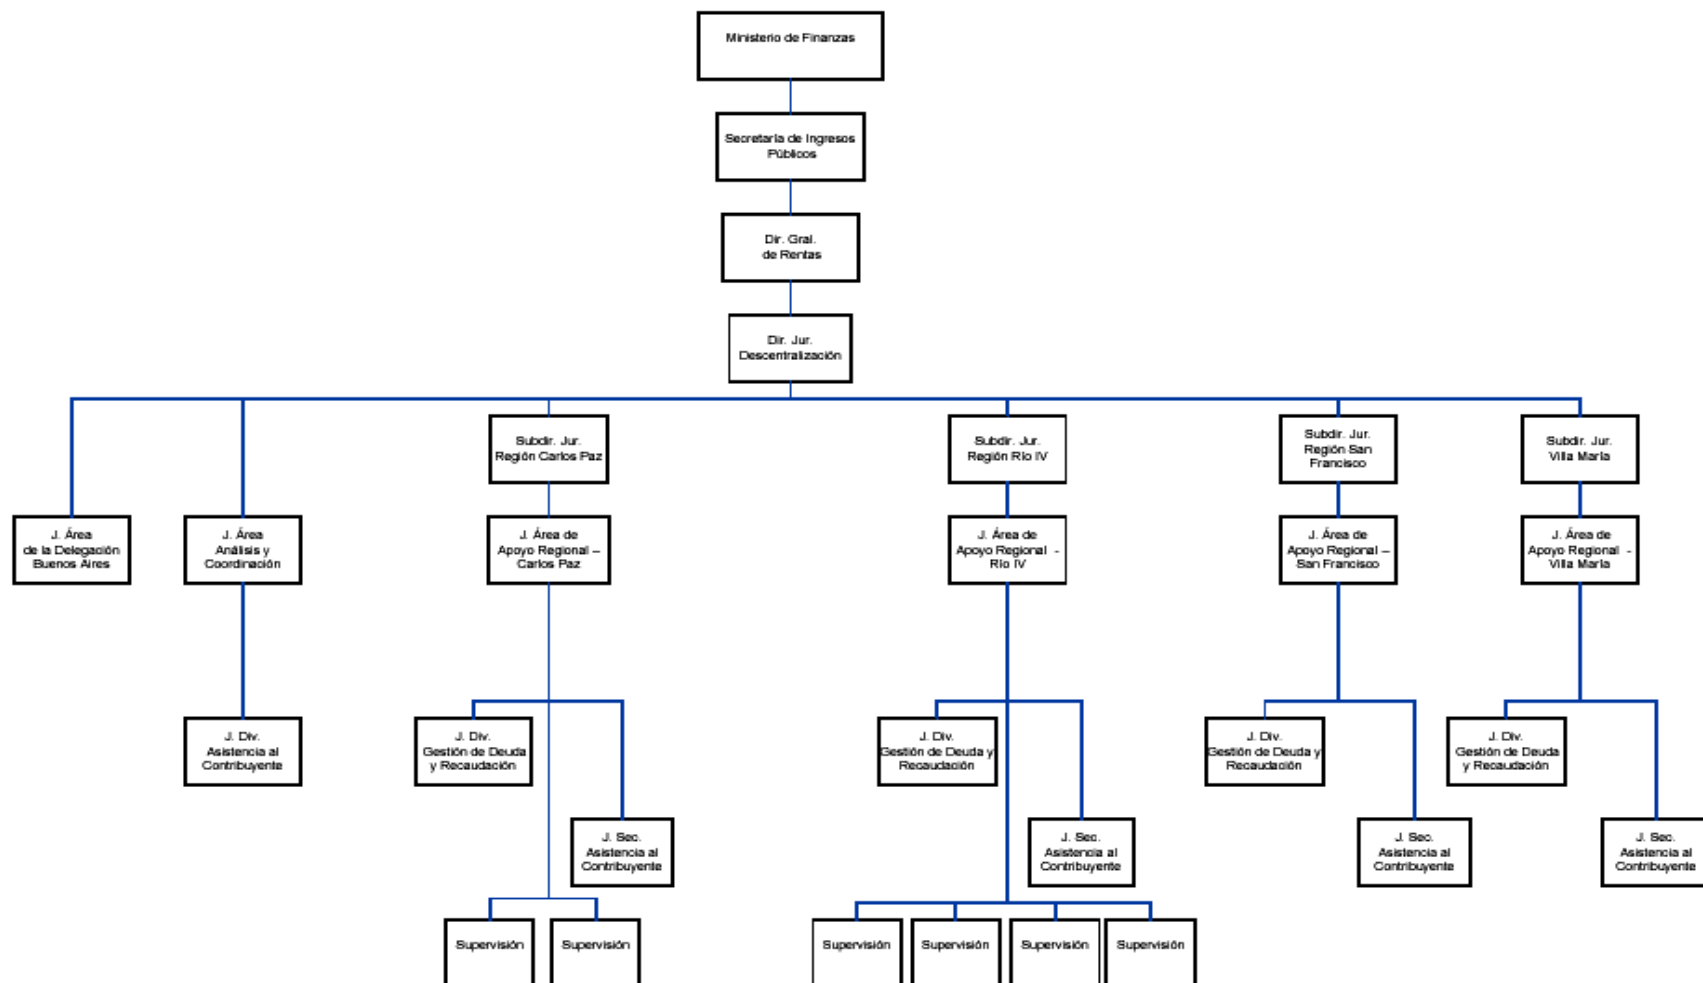 Ministerio de Finanzas
Secretaría de Ingresos
Públicos
Dir. Gral.
de Rentas
Dir. Jur.
Descentralización
Subdir. Jur.
Región Carlos Paz
Subdir. Jur.
Región Río IV
Subdir. Jur.
Región San
Francisco
Subdir. Jur.
Villa María
J. Área
de la Delegación
Buenos Aires
J. Área
Análisis y
Coordinación
J. Área de
Apoyo Regional –
Carlos Paz
J. Área de
Apoyo Regional -
Río IV
J. Área de
Apoyo Regional –
San Francisco
J. Área de
Apoyo Regional -
Villa María
J. Div.
Asistencia al
Contribuyente
J. Div.
Gestión de Deuda
y Recaudación
J. Div.
Gestión de Deuda y
Recaudación
J. Div.
Gestión de Deuda y
Recaudación
J. Div.
Gestión de Deuda
y Recaudación
J. Sec.
Asistencia al
Contribuyente
J. Sec.
Asistencia al
Contribuyente
J. Sec.
Asistencia al
Contribuyente
J. Sec.
Asistencia al
Contribuyente
Supervisión
Supervisión
Supervisión
Supervisión
Supervisión
Supervisión